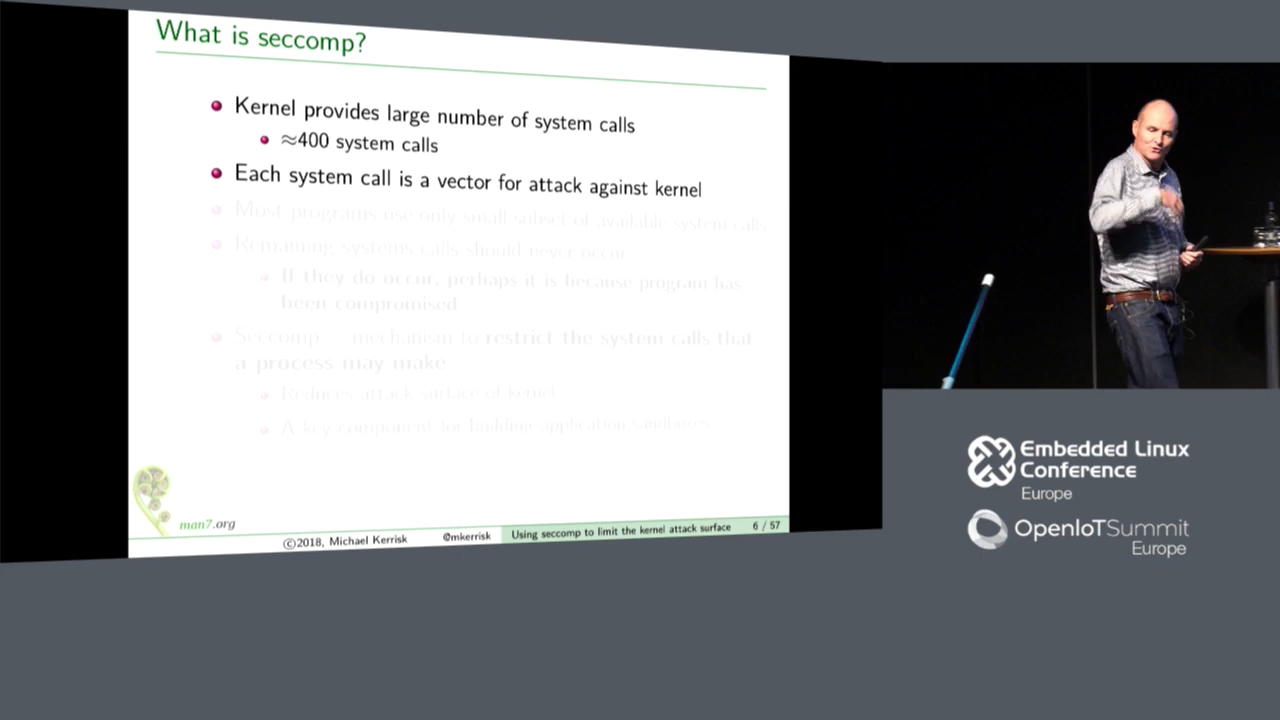 What is seccomp?
Kernel provides large number of system calls
≈400 system calls
Each system call is a vector for attack against kernel
Most programs use only small subset of available system calls
Remaining systems calls should never occur
If they do occur, perhaps it is because program has
been compromised
Seccomp = mechanism to restrict the system calls that
a process may make
Reduces attack surface of kernel
A key component for building application sandboxes
man7.org
©2018, Michael Kerrisk @mkerrisk Using seccomp to limit the kernel attack surface 6 / 57
Embedded Linux
Conference
Europe
OpenIoTSummit
Europe